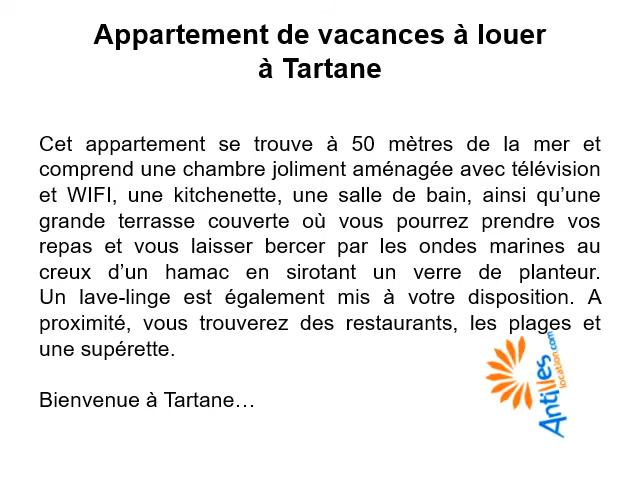 Appartement de vacances à louer
à Tartane
Cet appartement se trouve à 50 mètres de la mer et
comprend une chambre joliment aménagée avec télévision
et WIFI, une kitchenette, une salle de bain, ainsi qu’une
grande terrasse couverte où vous pourrez prendre vos
repas et vous laisser bercer par les ondes marines au
creux d’un hamac en sirotant un verre de planteur.
Un lave-linge est également mis à votre disposition. A
proximité, vous trouverez des restaurants, les plages et
une supérette.
Bienvenue à Tartane…
Antilles
location.com